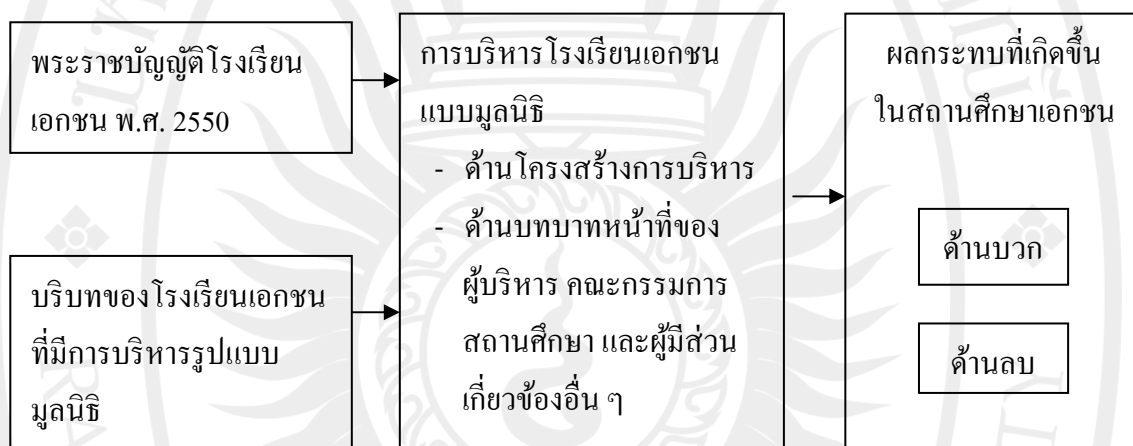 พระราชบัญญัติโรงเรียน
เอกชน พ.ศ. 2550
บริบทของโรงเรียนเอกชน
ที่มีการบริหารรูปแบบ
มูลนิธิ
การบริหารโรงเรียนเอกชน
แบบมูลนิธิ
- ด้านโครงสร้างการบริหาร
- ด้านบทบาทหน้าที่ของ
ผู้บริหาร คณะกรรมการ
สถานศึกษา และผู้มีส่วน
เกี่ยวข้องอื่น ๆ
ผลกระทบที่เกิดขึ้น
ในสถานศึกษาเอกชน
ด้านบวก
ด้านลบ